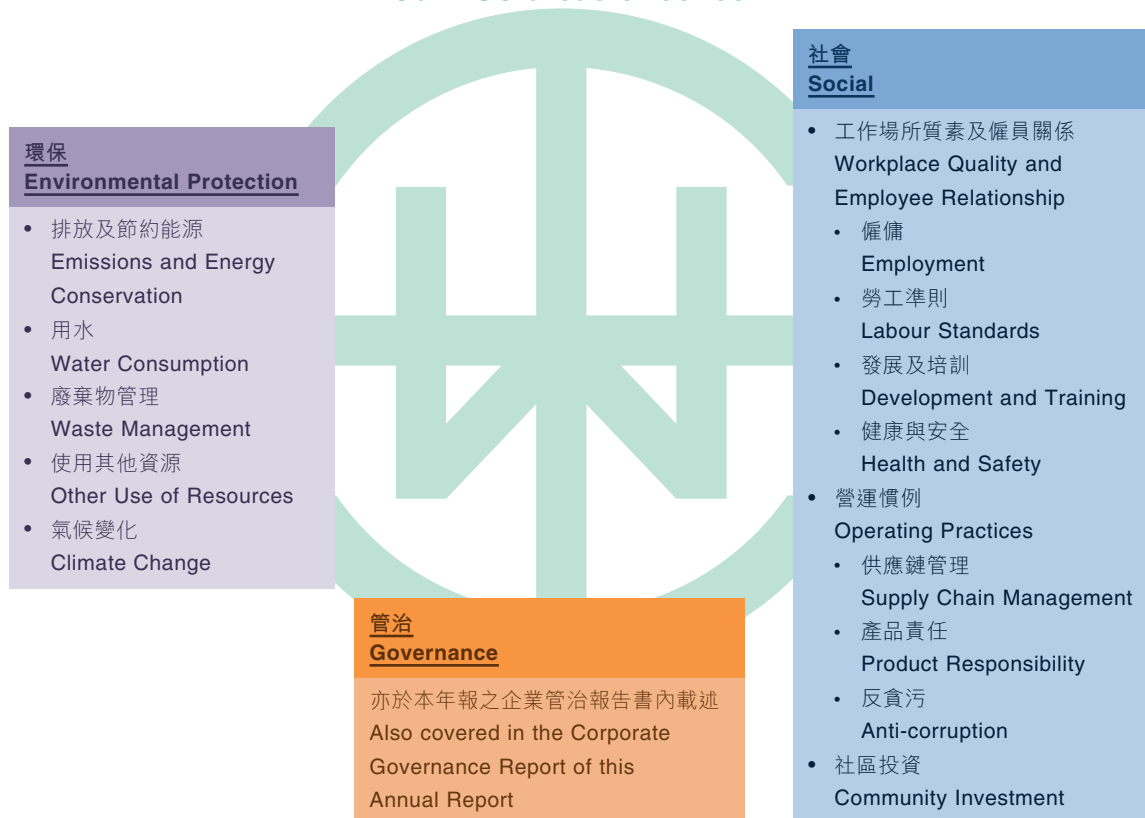 環保
Environmental Protection
• 排放及節約能源
Emissions and Energy
Conservation
• 用水
Water Consumption
• 廢棄物管理
Waste Management
• 使用其他資源
Other Use of Resources
• 氣候變化
Climate Change
管治
Governance
亦於本年報之企業管治報告書內載述
Also covered in the Corporate
Governance Report of this
Annual Report
社會
Social
• 工作場所質素及僱員關係
Workplace Quality and
Employee Relationship
• 僱傭
Employment
• 勞工準則
Labour Standards
• 發展及培訓
Development and Training
• 健康與安全
Health and Safety
• 營運慣例
Operating Practices
• 供應鏈管理
Supply Chain Management
• 產品責任
Product Responsibility
• 反貪污
Anti-corruption
• 社區投資
Community Investment